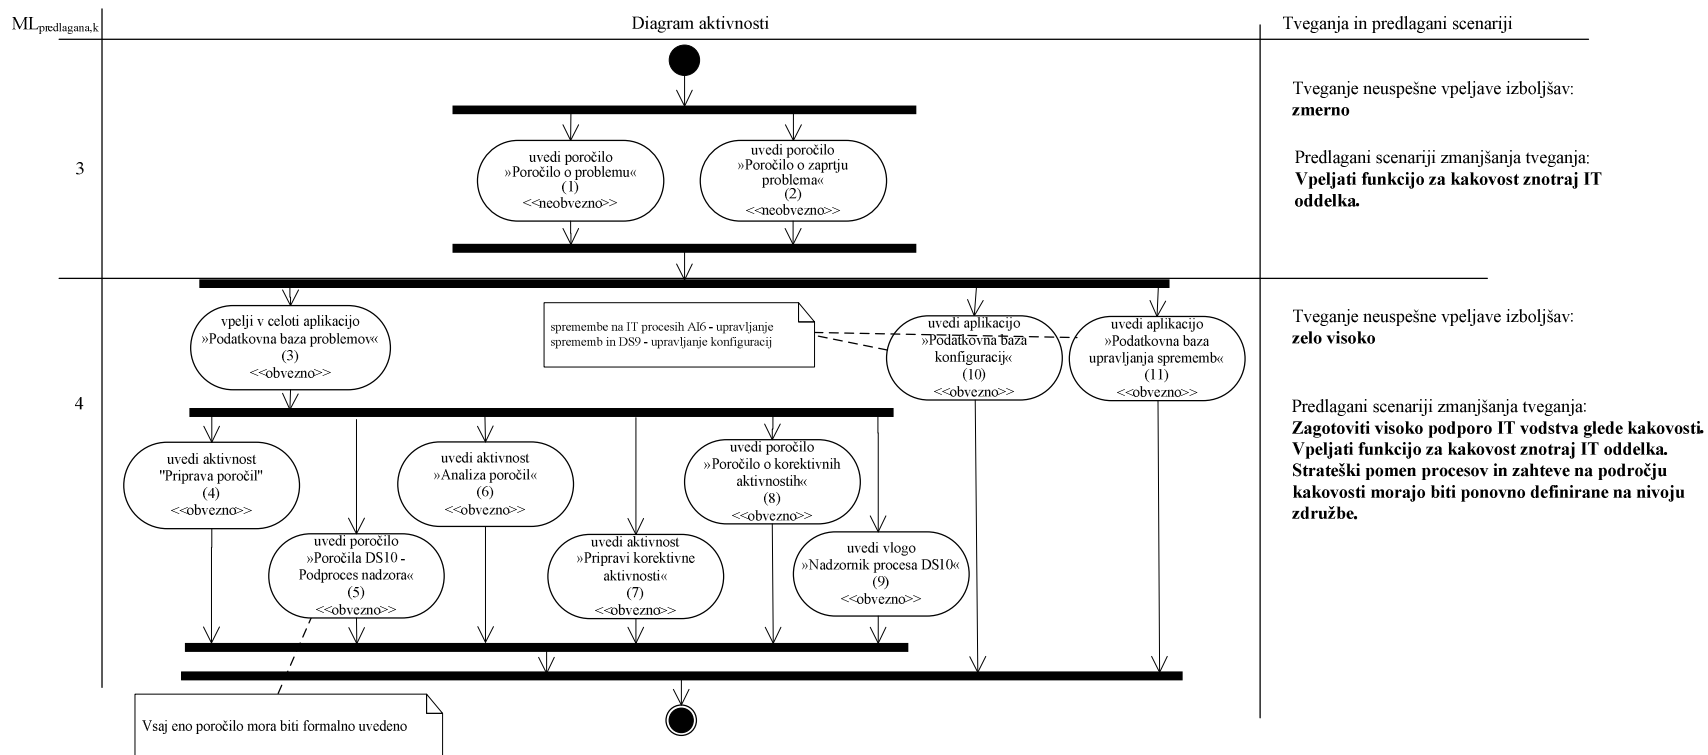 ML predlagana,k
Diagram aktivnosti
Tveganja in predlagani scenariji
3
uvedi poročilo
»Poročilo o problemu«
(1)
<<neobvezno>>
uvedi poročilo
»Poročilo o zaprtju
problema«
(2)
<<neobvezno>>
Tveganje neuspešne vpeljave izboljšav:
zmerno
Predlagani scenariji zmanjšanja tveganja:
Vpeljati funkcijo za kakovost znotraj IT
oddelka.
4
vpelji v celoti aplikacijo
»Podatkovna baza problemov«
(3)
<<obvezno>>
spremembe na IT procesih AI6 - upravljanje
sprememb in DS9 - upravljanje konfiguracij
uvedi aplikacijo
»Podatkovna baza
konfiguracij«
(10)
<<obvezno>>
uvedi aplikacijo
»Podatkovna baza
upravljanja sprememb«
(11)
<<obvezno>>
uvedi aktivnost
"Priprava poročil"
(4)
<<obvezno>>
uvedi poročilo
»Poročila DS10 -
Podproces nadzora«
(5)
<<obvezno>>
uvedi aktivnost
»Analiza poročil«
(6)
<<obvezno>>
uvedi aktivnost
»Pripravi korektivne
aktivnosti«
(7)
<<obvezno>>
uvedi poročilo
»Poročilo o korektivnih
aktivnostih«
(8)
<<obvezno>>
uvedi vlogo
»Nadzornik procesa DS10«
(9)
<<obvezno>>
Tveganje neuspešne vpeljave izboljšav:
zelo visoko
Predlagani scenariji zmanjšanja tveganja:
Zagotoviti visoko podporo IT vodstva glede kakovosti.
Vpeljati funkcijo za kakovost znotraj IT oddelka.
Strateški pomen procesov in zahteve na področju
kakovosti morajo biti ponovno definirane na nivoju
združbe.
Vsaj eno poročilo mora biti formalno uvedeno